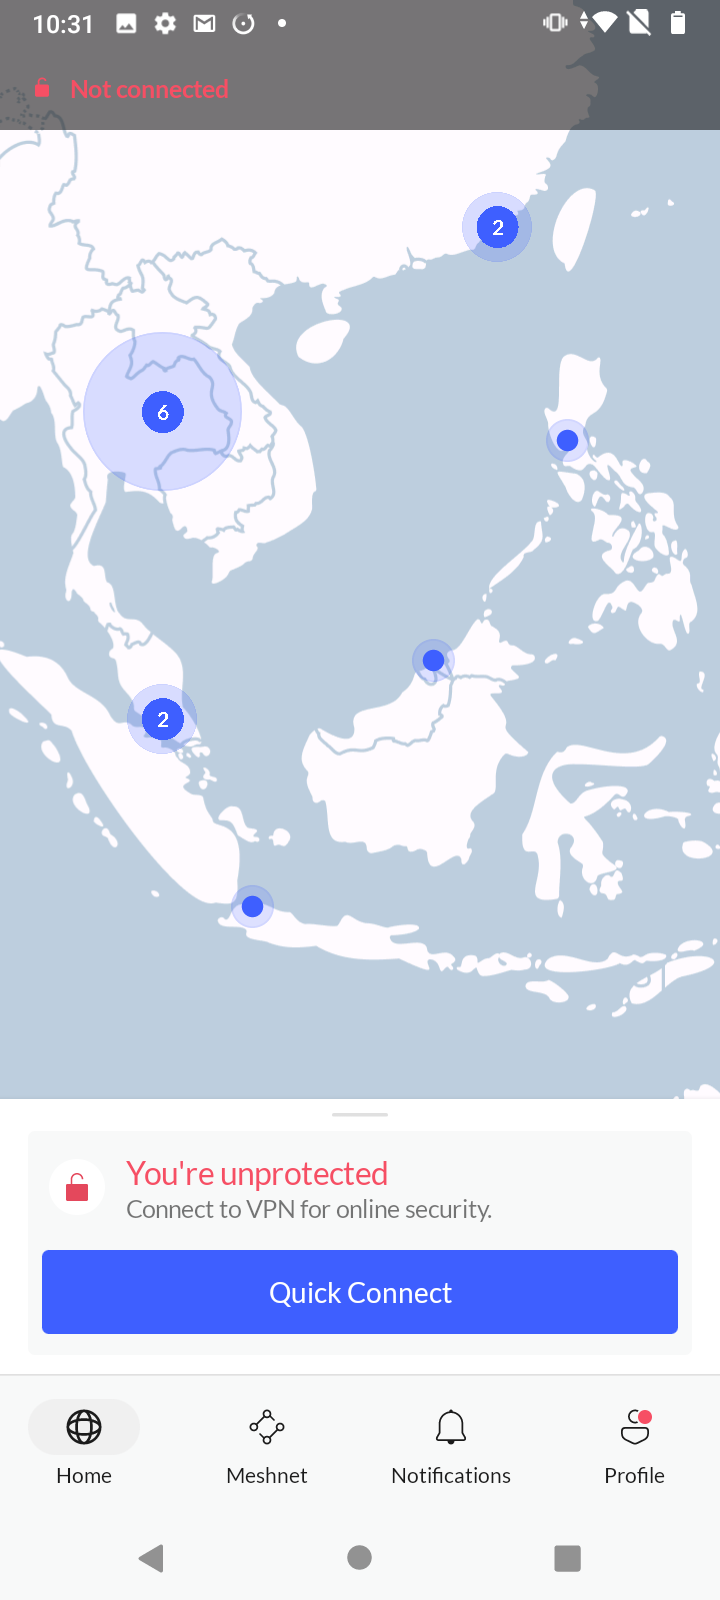 10:31
Not connected
2
6
2
You're unprotected
Connect to VPN for online security.
Quick Connect
Home
Meshnet
Notifications
Profile